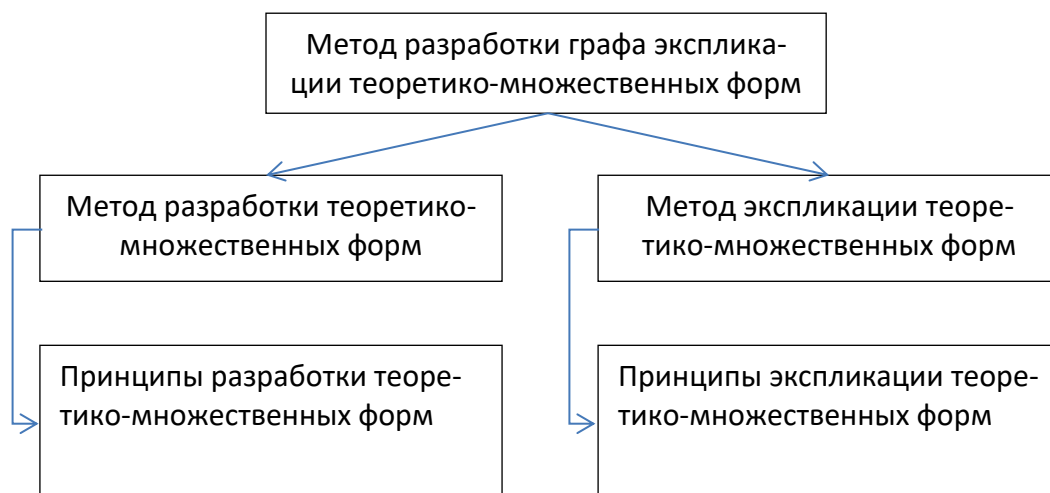 Метод разработки графа эксплика-
ции теоретико-множественных форм
Метод разработки теоретико-
множественных форм
Метод экспликации теоре-
тико-множественных форм
Принципы разработки теоре-
тико-множественных форм
Принципы экспликации теоре-
тико-множественных форм